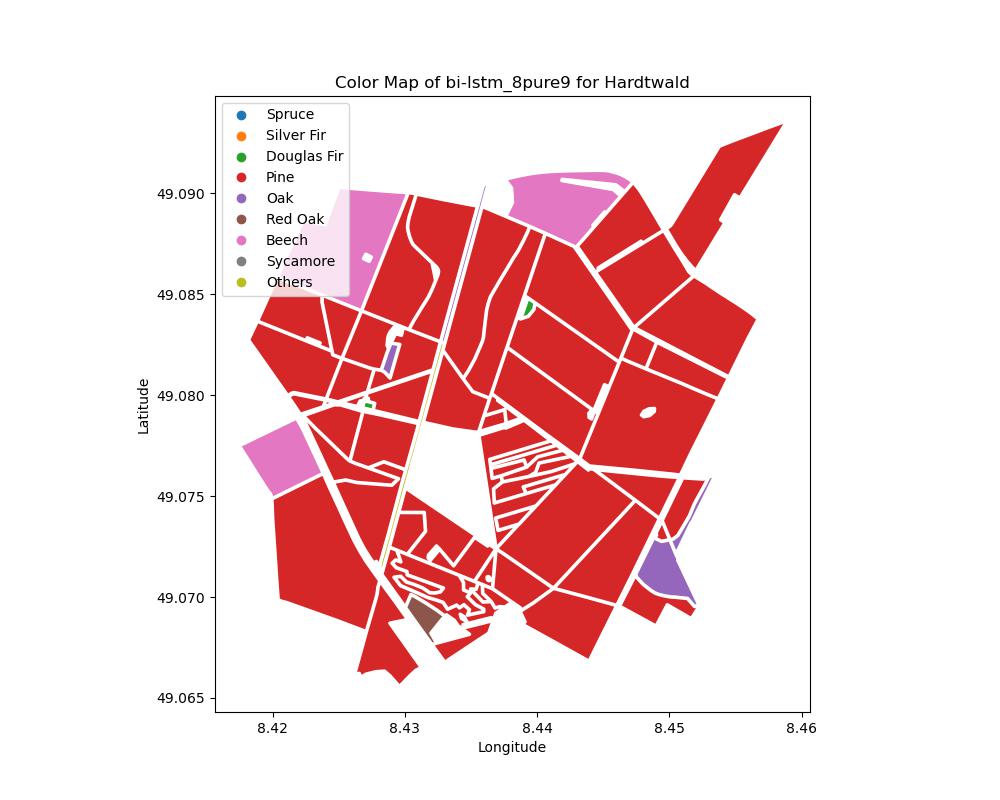 Color Map of bi-lstm_8pure9 for Hardtwald
Spruce
Silver Fir
Douglas Fir
Pine
Oak
Red Oak
Beech
Sycamore
Others
49.090
49.085
49.080
49.075
49.070
49.065
Latitude
8.42 8.43 8.44 8.45 8.46
Longitude